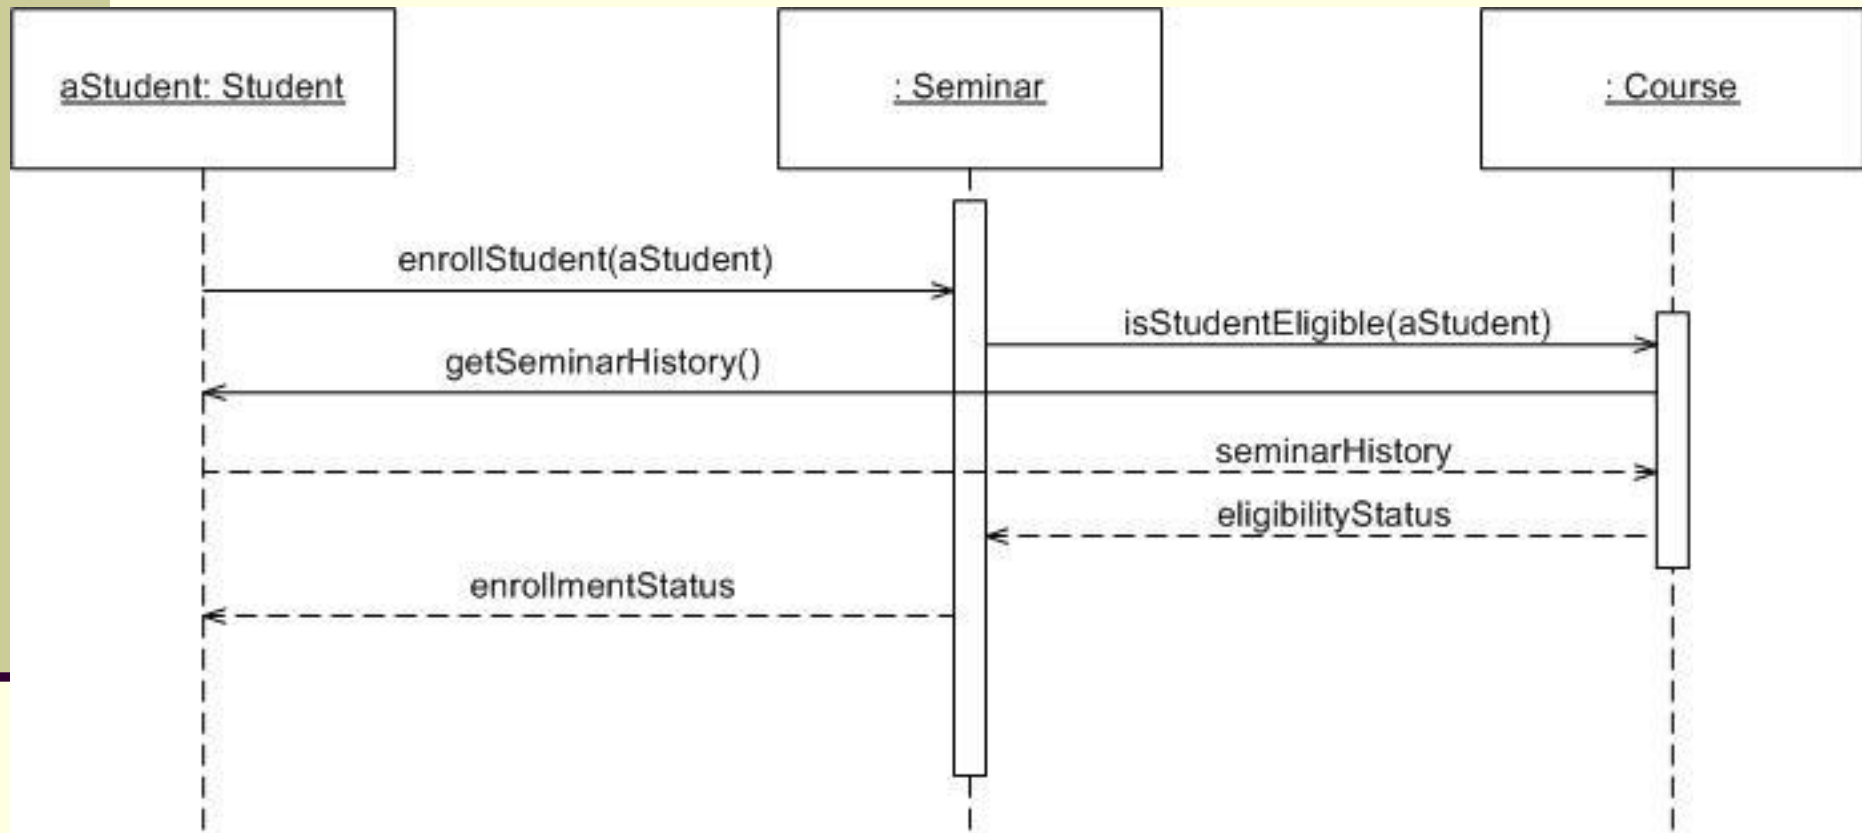 aStudent: Student
: Seminar
: Course
enrollStudent(aStudent)
isStudentEligible(aStudent)
getSeminarHistory()
seminarHistory
eligibilityStatus
enrollmentStatus